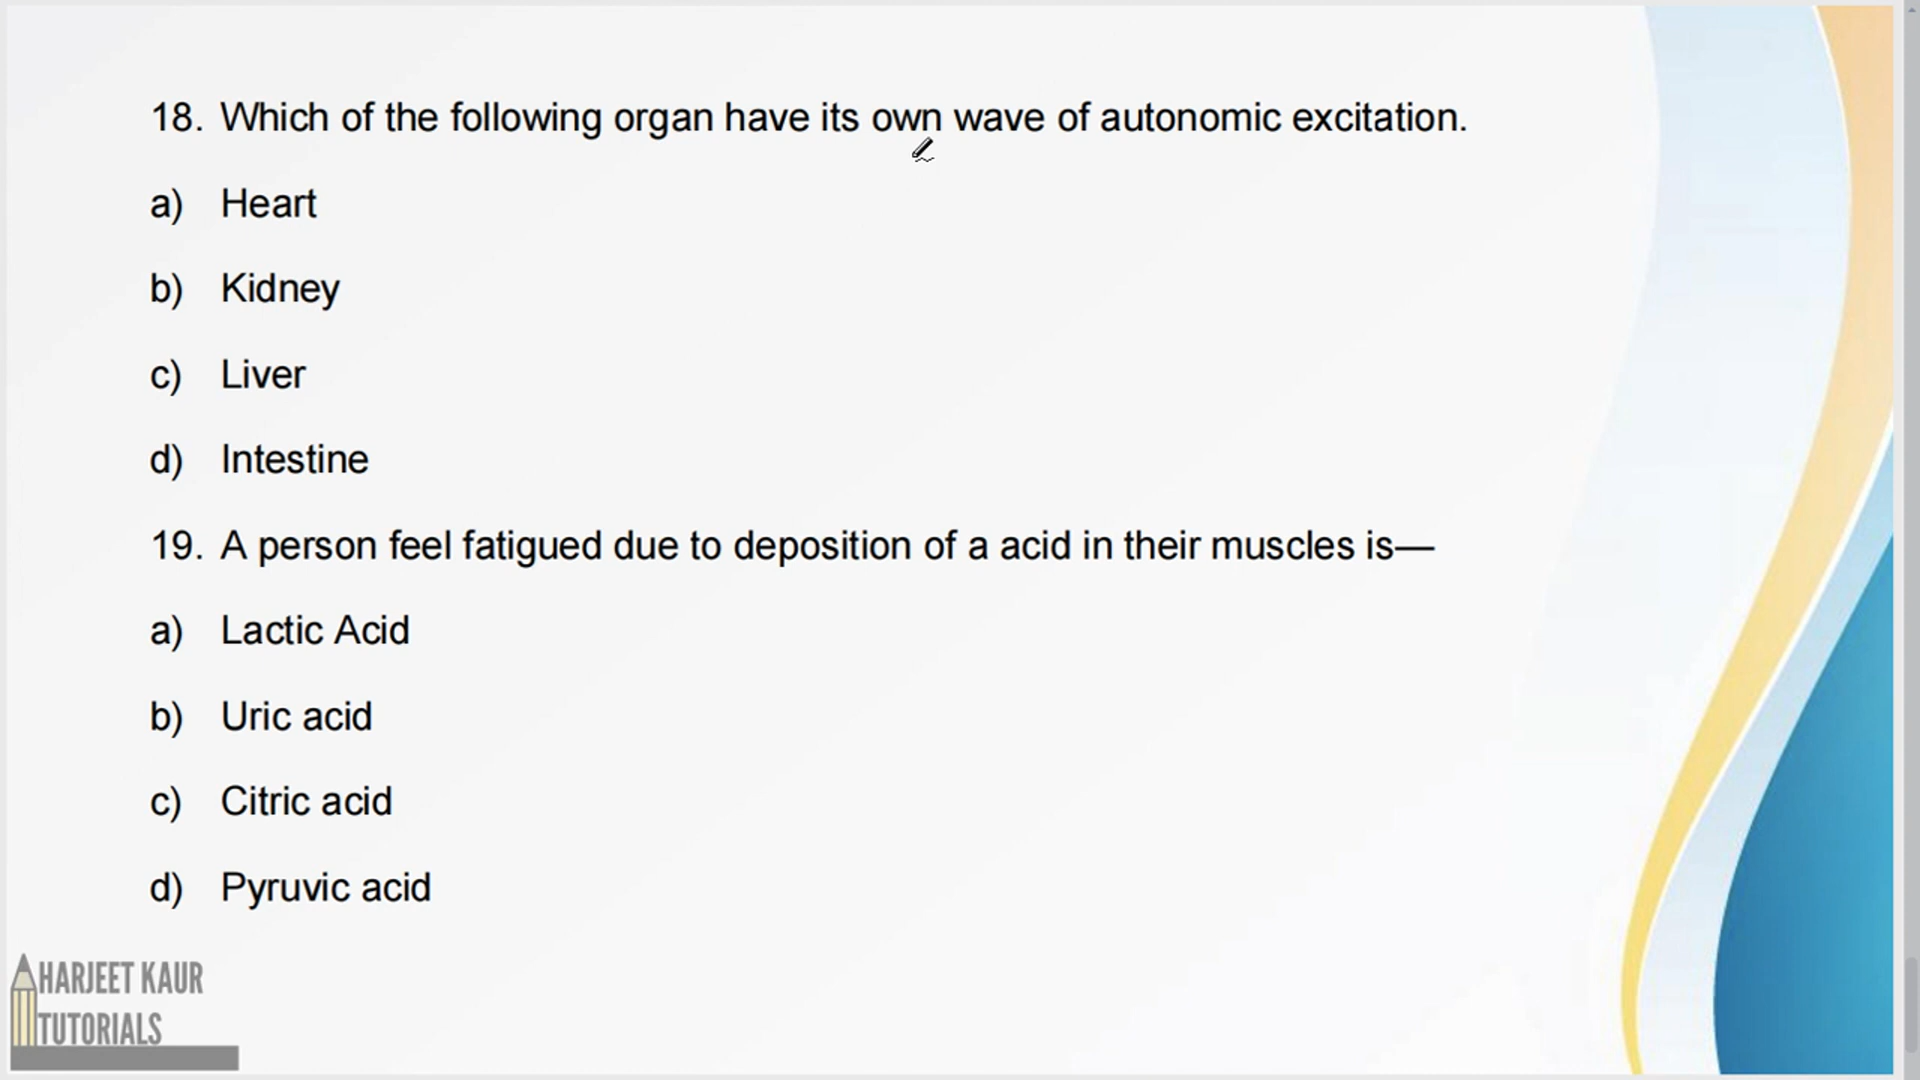 18. Which of the following organ have its own wave of autonomic excitation.
a) Heart
b) Kidney
c) Liver
d) Intestine
19. A person feel fatigued due to deposition of a acid in their muscles is—
a) Lactic Acid
b) Uric acid
c) Citric acid
d) Pyruvic acid
HARJEET KAUR
TUTORIALS